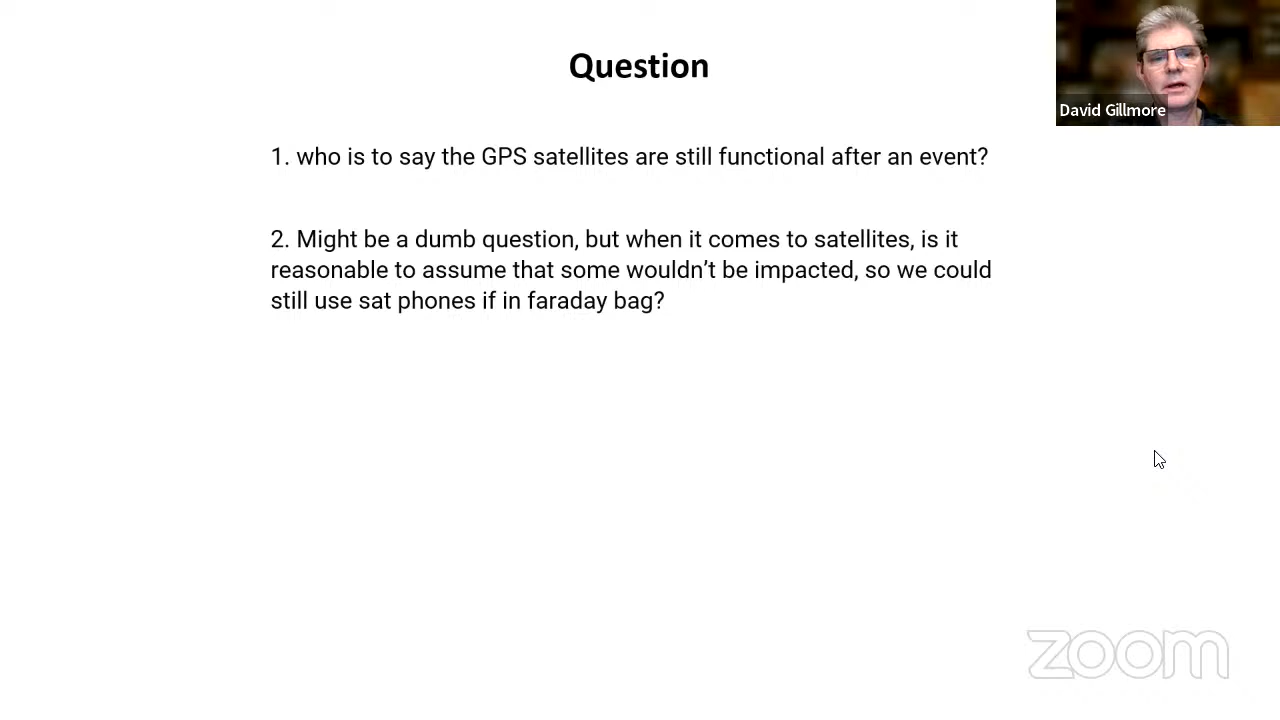 Question
David Gillmore
1. who is to say the GPS satellites are still functional after an event?
2. Might be a dumb question, but when it comes to satellites, is it
reasonable to assume that some wouldn’t be impacted, so we could
still use sat phones if in faraday bag?
zoom